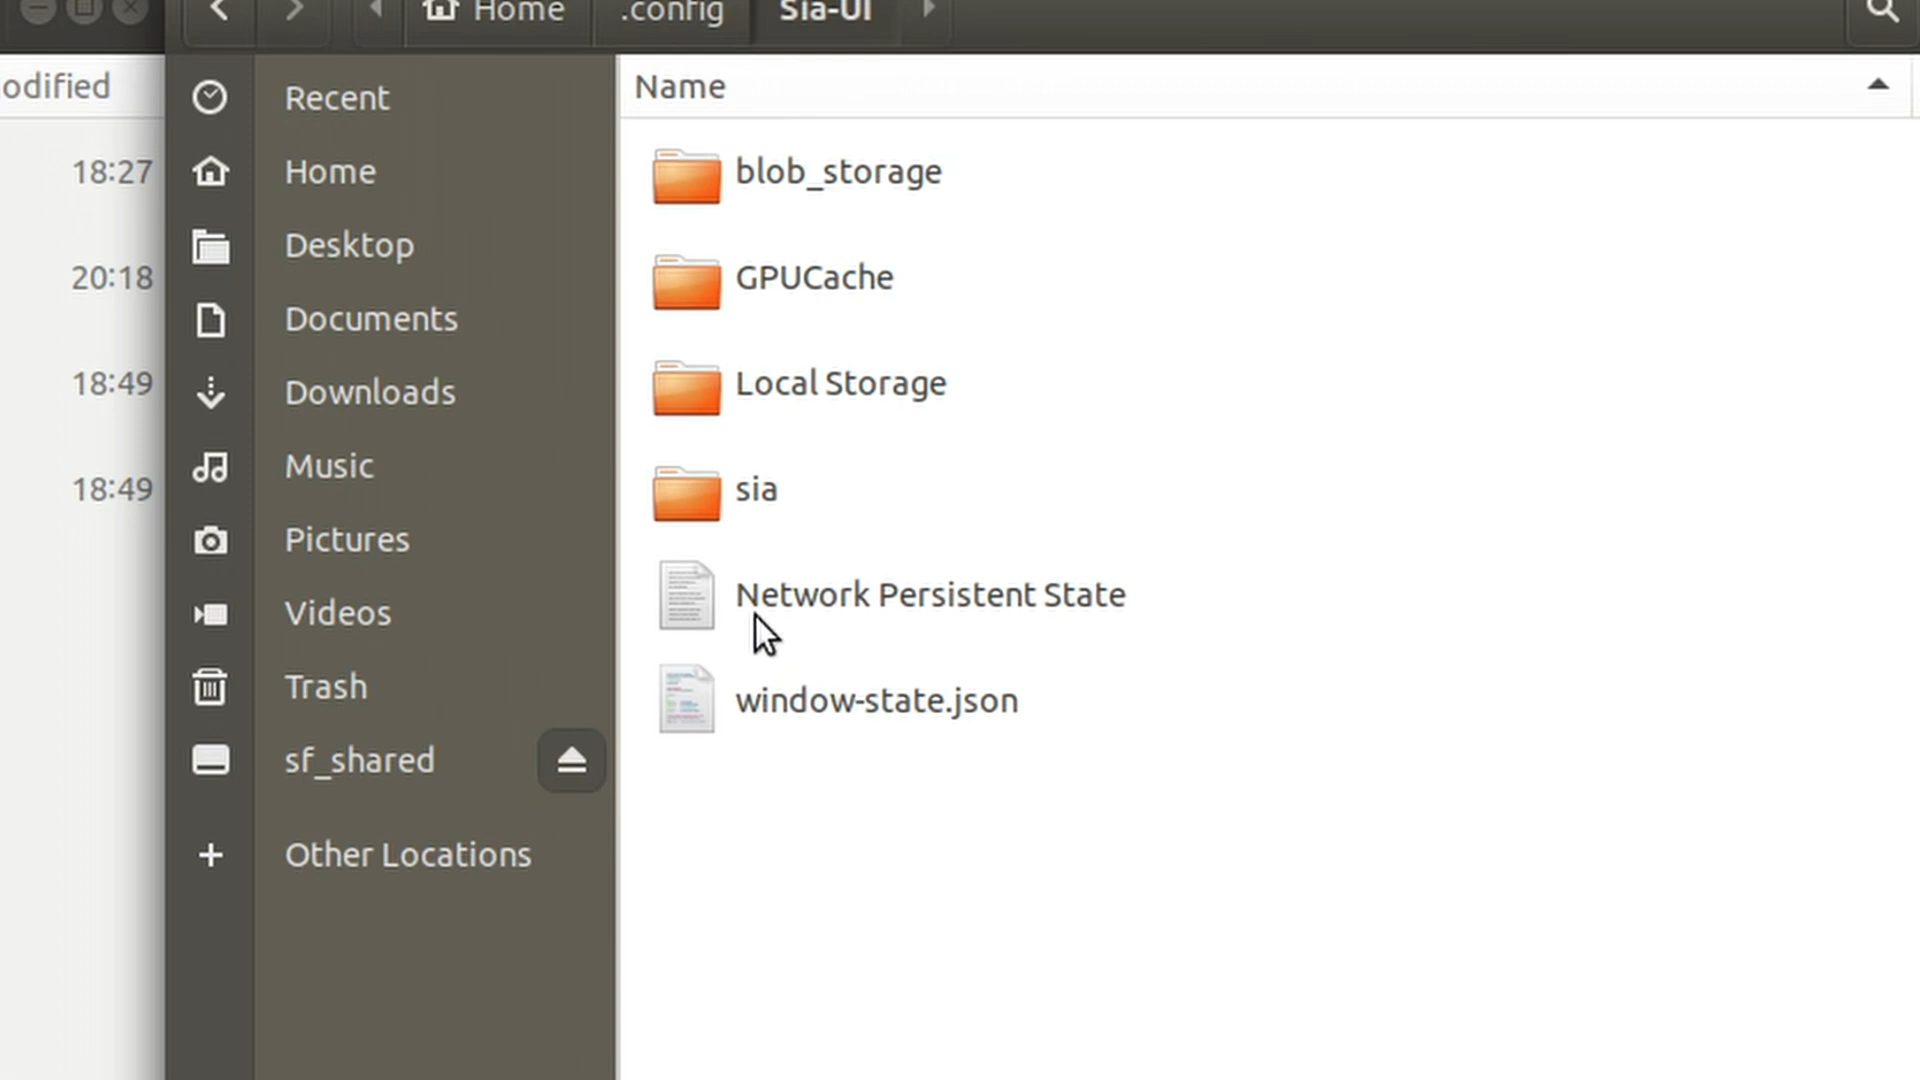 Home .config Sia-UI
odified
Name
Recent
Home
Desktop
Documents
Downloads
Music
Pictures
Videos
Trash
sf_shared
Other Locations
18:27
20:18
18:49
18:49
blob_storage
GPUCache
Local Storage
sia
Network Persistent State
window-state.json